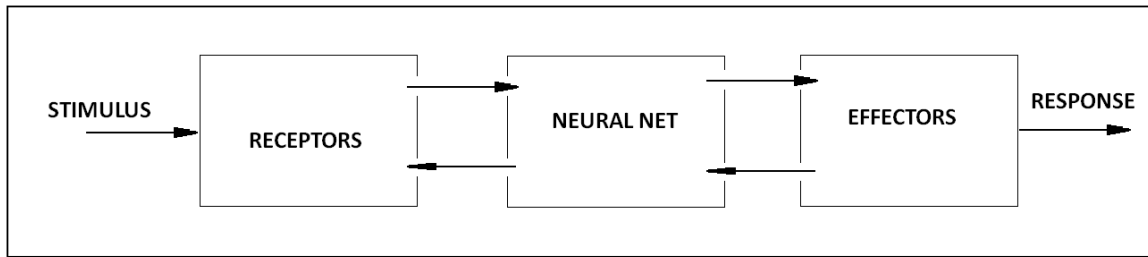 STIMULUS
RECEPTORS
NEURAL NET
EFFECTORS
RESPONSE